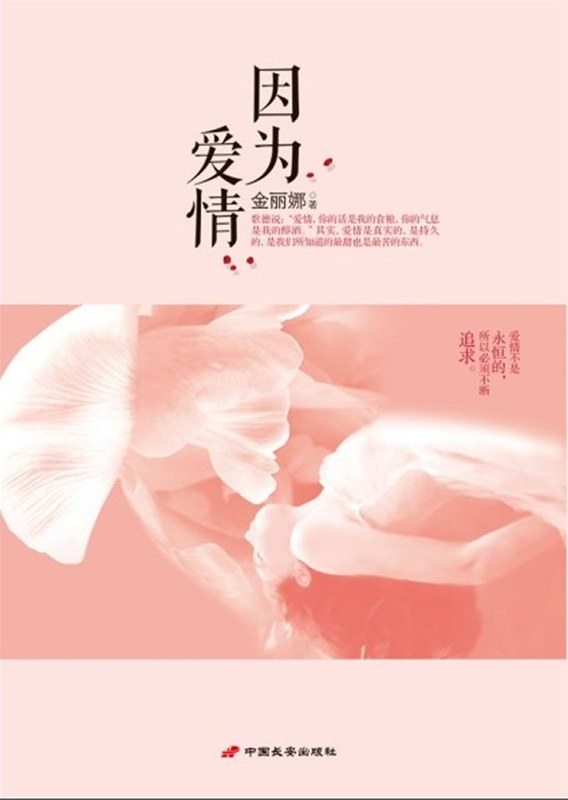 因为
爱情
金丽娜 ◎著
歌德说：“爱情，你的话是我的食粮，你的气息
是我的醇酒。”其实，爱情是真实的，是持久
的，是我们所知道的最甜也是最苦的东西。
爱情不是
永恒的，
所以必须不断
追求。
中国长安出版社